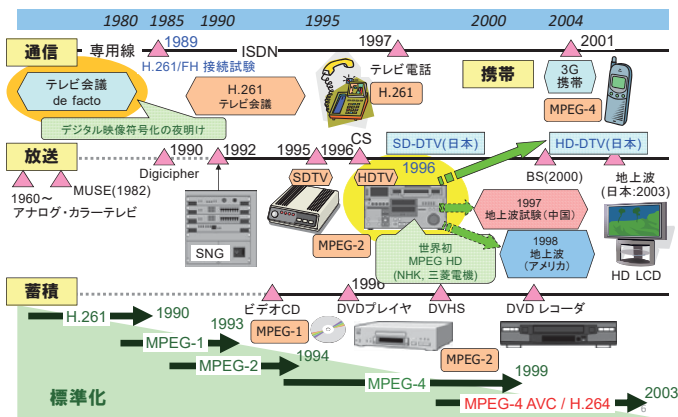 1980 1985 1990 1995 2000 2004
通信
専用線
1989
ISDN
1997
2001
H.261/FH 接続試験
テレビ電話
携帯
3G
携帯
テレビ会議
de facto
H.261
テレビ会議
H.261
MPEG-4
デジタル映像符号化の夜明け
CS
SD-DTV(日本)
HD-DTV(日本)
放送
1990
1992
1995
1996
1996
Digicipher
SDTV
HDTV
BS(2000)
地上波
(日本:2003)
MUSE(1982)
1960～
アナログ・カラーテレビ
1997
地上波試験(中国)
SNG
MPEG-2
世界初
MPEG HD
(NHK, 三菱電機)
1998
地上波
(アメリカ)
HD LCD
蓄積
1996
ビデオCD
DVDプレイヤ
DVHS
DVD レコーダ
H.261
1990
MPEG-1
MPEG-1
1993
MPEG-2
MPEG-2
1994
MPEG-4
1999
標準化
MPEG-4 AVC / H.264
2003
6